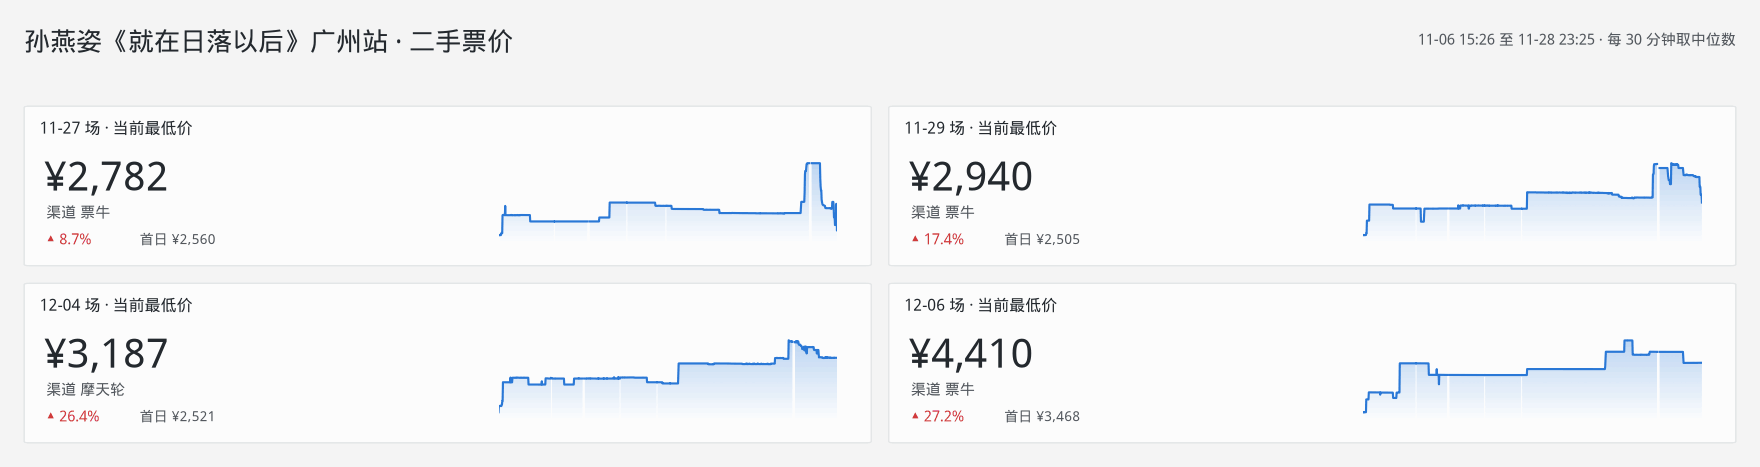 孙燕姿《就在日落以后》广州站 · 二手票价
11-06 15:26 至 11-28 23:25 · 每 30 分钟取中位数
11-27 场 · 当前最低价
¥2,782
渠道 票牛
▲ 8.7% 首日 ¥2,560
11-29 场 · 当前最低价
¥2,940
渠道 票牛
▲ 17.4% 首日 ¥2,505
12-04 场 · 当前最低价
¥3,187
渠道 摩天轮
▲ 26.4% 首日 ¥2,521
12-06 场 · 当前最低价
¥4,410
渠道 票牛
▲ 27.2% 首日 ¥3,468